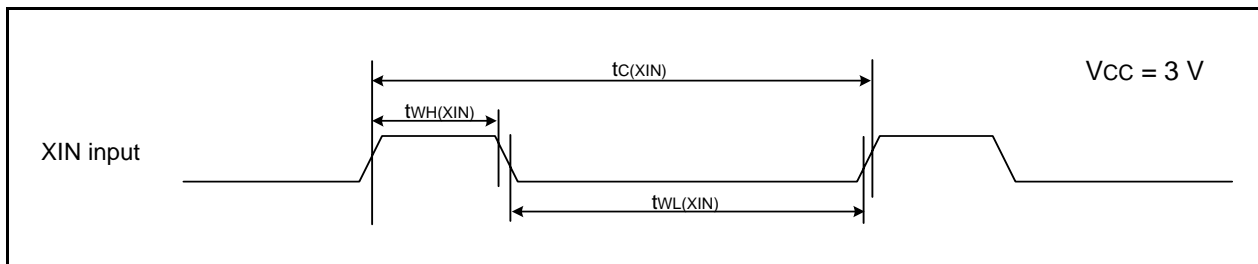 tC(XIN)
VCC = 3 V
tWH(XIN)
XIN input
tWL(XIN)